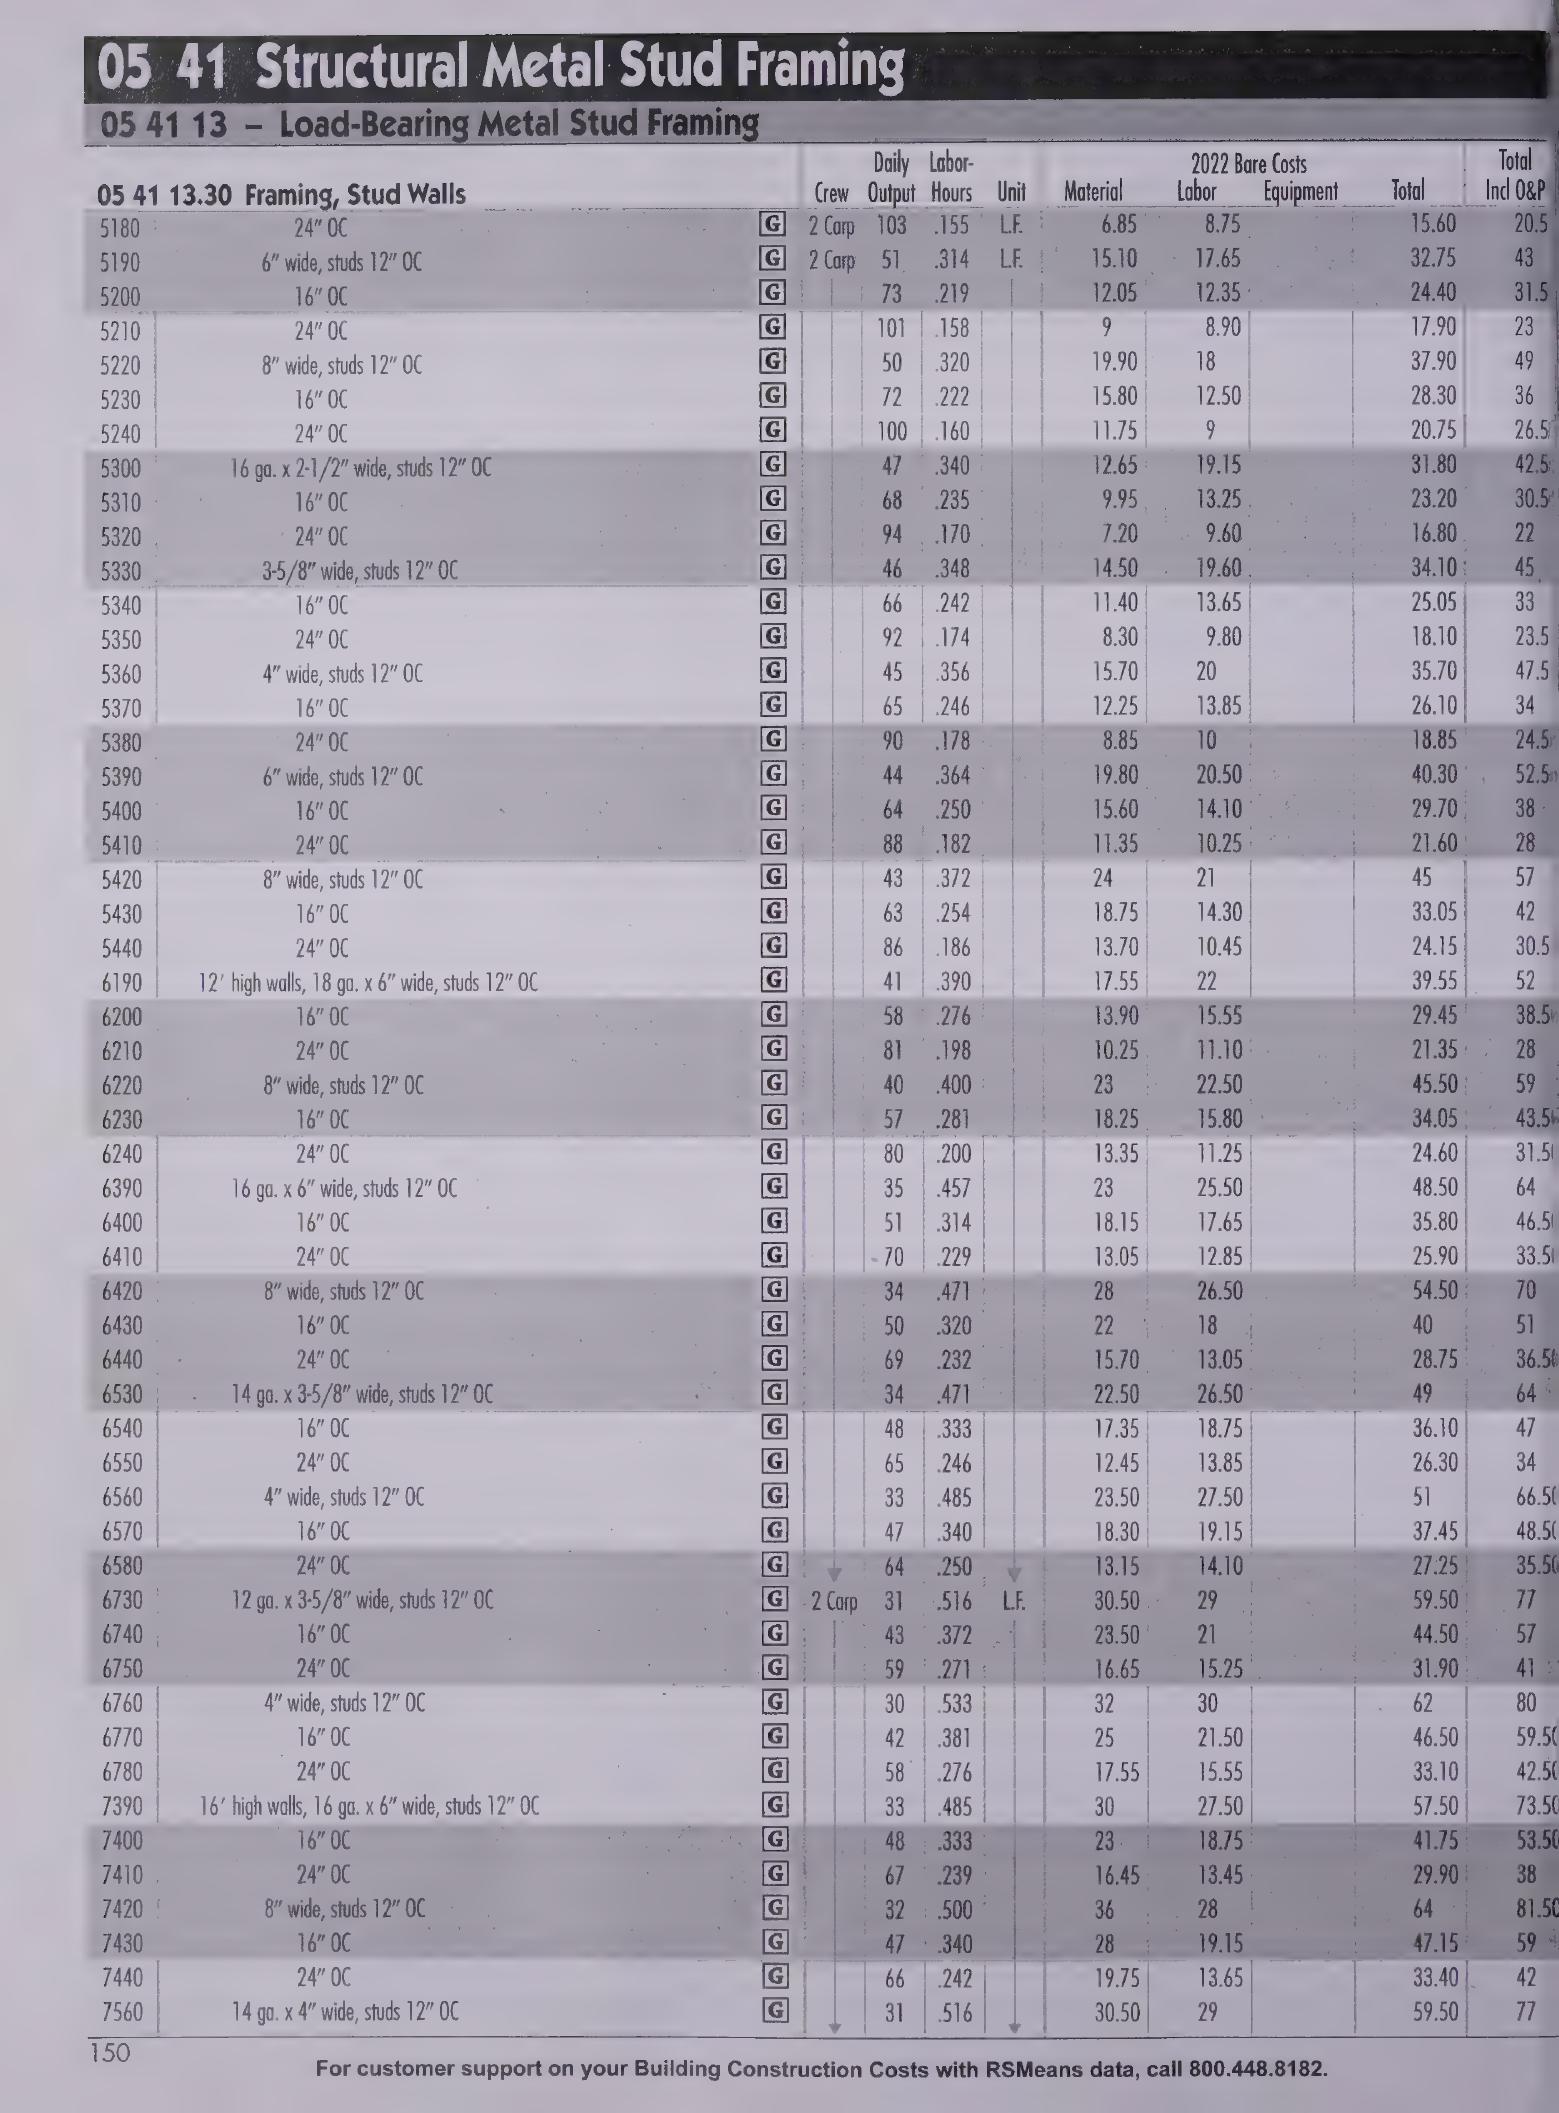 05 41 Structural Metal Stud Framing
05 41 13 – Load-Bearing Metal Stud Framing
Daily Labor- 2022 Bare Costs Total
05 41 13.30 Framing, Stud Walls Crew Output Hours Unit Material Labor Equipment Total Incl O&P
5180 24" OC G 2 Carp 103 .155 L.F. 6.85 8.75 15.60 20.5
5190 6" wide, studs 12" OC G 2 Carp 51 .314 L.F. 15.10 17.65 32.75 43
5200 16" OC G 73 .219 12.05 12.35 24.40 31.5
5210 24" OC G 101 .158 9 8.90 17.90 23
5220 8" wide, studs 12" OC G 50 .320 19.90 18 37.90 49
5230 16" OC G 72 .222 15.80 12.50 28.30 36
5240 24" OC G 100 .160 11.75 9 20.75 26.5
5300 16 ga. x 2-1/2" wide, studs 12" OC G 47 .340 12.65 19.15 31.80 42.5
5310 16" OC G 68 .235 9.95 13.25 23.20 30.5
5320 24" OC G 94 .170 7.20 9.60 16.80 22
5330 3-5/8" wide, studs 12" OC G 46 .348 14.50 19.60 34.10 45
5340 16" OC G 66 .242 11.40 13.65 25.05 33
5350 24" OC G 92 .174 8.30 9.80 18.10 23.5
5360 4" wide, studs 12" OC G 45 .356 15.70 20 35.70 47.5
5370 16" OC G 65 .246 12.25 13.85 26.10 34
5380 24" OC G 90 .178 8.85 10 18.85 24.5
5390 6" wide, studs 12" OC G 44 .364 19.80 20.50 40.30 52.5
5400 16" OC G 64 .250 15.60 14.10 29.70 38
5410 24" OC G 88 .182 11.35 10.25 21.60 28
5420 8" wide, studs 12" OC G 43 .372 24 21 45 57
5430 16" OC G 63 .254 18.75 14.30 33.05 42
5440 24" OC G 86 .186 13.70 10.45 24.15 30.5
6190 12' high walls, 18 ga. x 6" wide, studs 12" OC G 41 .390 17.55 22 39.55 52
6200 16" OC G 58 .276 13.90 15.55 29.45 38.5
6210 24" OC G 81 .198 10.25 11.10 21.35 28
6220 8" wide, studs 12" OC G 40 .400 23 22.50 45.50 59
6230 16" OC G 57 .281 18.25 15.80 34.05 43.5
6240 24" OC G 80 .200 13.35 11.25 24.60 31.5
6390 16 ga. x 6" wide, studs 12" OC G 35 .457 23 25.50 48.50 64
6400 16" OC G 51 .314 18.15 17.65 35.80 46.5
6410 24" OC G 70 .229 13.05 12.85 25.90 33.5
6420 8" wide, studs 12" OC G 34 .471 28 26.50 54.50 70
6430 16" OC G 50 .320 22 18 40 51
6440 24" OC G 69 .232 15.70 13.05 28.75 36.5
6530 14 ga. x 3-5/8" wide, studs 12" OC G 34 .471 22.50 26.50 49 64
6540 16" OC G 48 .333 17.35 18.75 36.10 47
6550 24" OC G 65 .246 12.45 13.85 26.30 34
6560 4" wide, studs 12" OC G 33 .485 23.50 27.50 51 66.50
6570 16" OC G 47 .340 18.30 19.15 37.45 48.50
6580 24" OC G 64 .250 13.15 14.10 27.25 35.50
6730 12 ga. x 3-5/8" wide, studs 12" OC G 2 Carp 31 .516 L.F. 30.50 29 59.50 77
6740 16" OC G 43 .372 23.50 21 44.50 57
6750 24" OC G 59 .271 16.65 15.25 31.90 41
6760 4" wide, studs 12" OC G 30 .533 32 30 62 80
6770 16" OC G 42 .381 25 21.50 46.50 59.50
6780 24" OC G 58 .276 17.55 15.55 33.10 42.50
7390 16' high walls, 16 ga. x 6" wide, studs 12" OC G 33 .485 30 27.50 57.50 73.50
7400 16" OC G 48 .333 23 18.75 41.75 53.50
7410 24" OC G 67 .239 16.45 13.45 29.90 38
7420 8" wide, studs 12" OC G 32 .500 36 28 64 81.50
7430 16" OC G 47 .340 28 19.15 47.15 59
7440 24" OC G 66 .242 19.75 13.65 33.40 42
7560 14 ga. x 4" wide, studs 12" OC G 31 .516 30.50 29 59.50 77
150
For customer support on your Building Construction Costs with RSMeans data, call 800.448.8182.